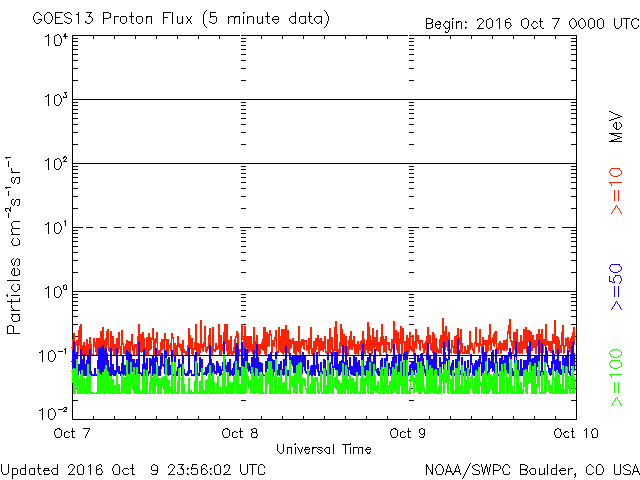 GOES13 Proton Flux (5 minute data)
Begin: 2016 Oct 7 0000 UTC
10⁴
10³
10²
10¹
10⁰
10⁻¹
10⁻²
Particles cm⁻²s⁻¹sr⁻¹
MeV
>=10
>=50
>=100
Oct 7 Oct 8 Oct 9 Oct 10
Universal Time
Updated 2016 Oct 9 23:56:02 UTC
NOAA/SWPC Boulder, CO USA